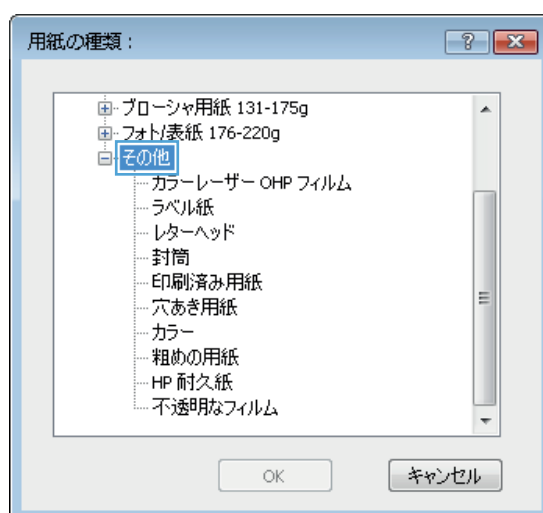 用紙の種類：
ブローシャ用紙 131-175g
フォト/表紙 176-220g
その他
カラーレーザー OHP フィルム
ラベル紙
レターヘッド
封筒
印刷済み用紙
穴あき用紙
カラー
粗めの用紙
HP 耐久紙
不透明なフィルム
OK キャンセル